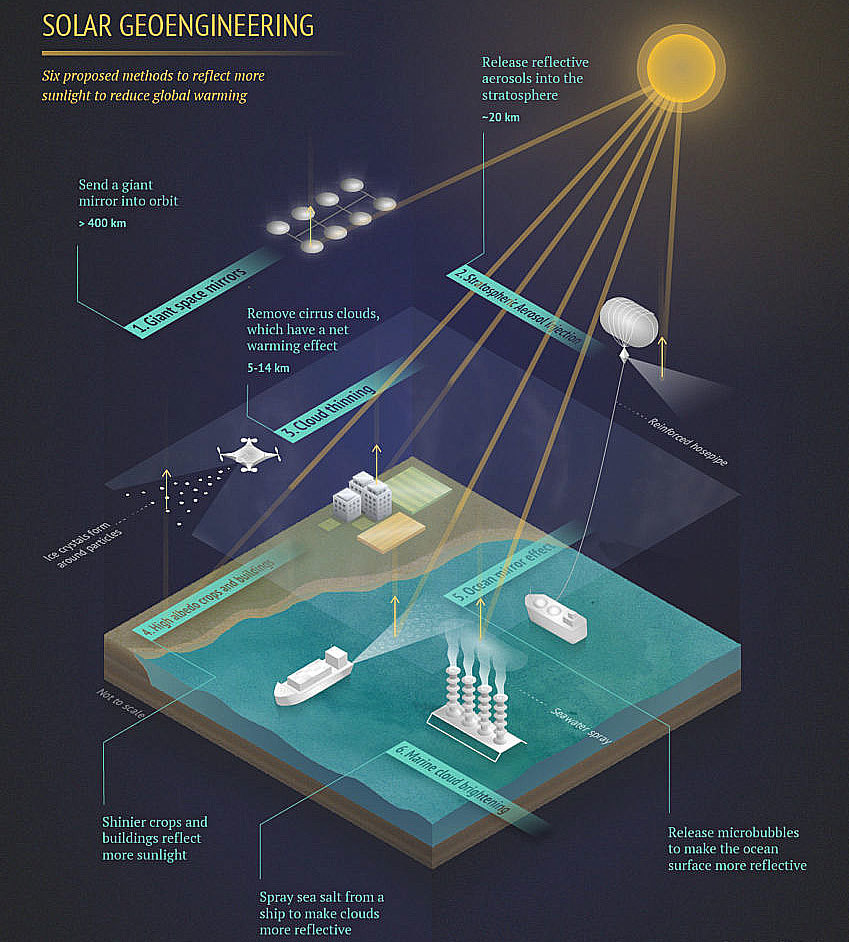 SOLAR GEOENGINEERING
Six proposed methods to reflect more
sunlight to reduce global warming
Release reflective
aerosols into the
stratosphere
~20 km
Send a giant
mirror into orbit
> 400 km
1. Giant space mirrors
2. Stratospheric Aerosol Injection
Remove cirrus clouds,
which have a net
warming effect
5-14 km
3. Cloud thinning
Reinforced hosepipe
Ice crystals form
around particles
4. High albedo crops and buildings
5. Ocean mirror effect
Not to scale
Seawater spray
6. Marine cloud brightening
Shinier crops and
buildings reflect
more sunlight
Release microbubbles
to make the ocean
surface more reflective
Spray sea salt from a
ship to make clouds
more reflective